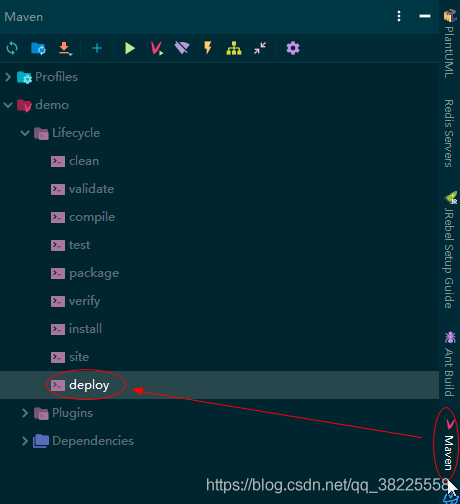 Maven
Profiles
demo
Lifecycle
clean
validate
compile
test
package
verify
install
site
deploy
Plugins
Dependencies
PlantUML
Redis Servers
JRebel Setup Guide
Ant Build
Maven
https://blog.csdn.net/qq_38225558